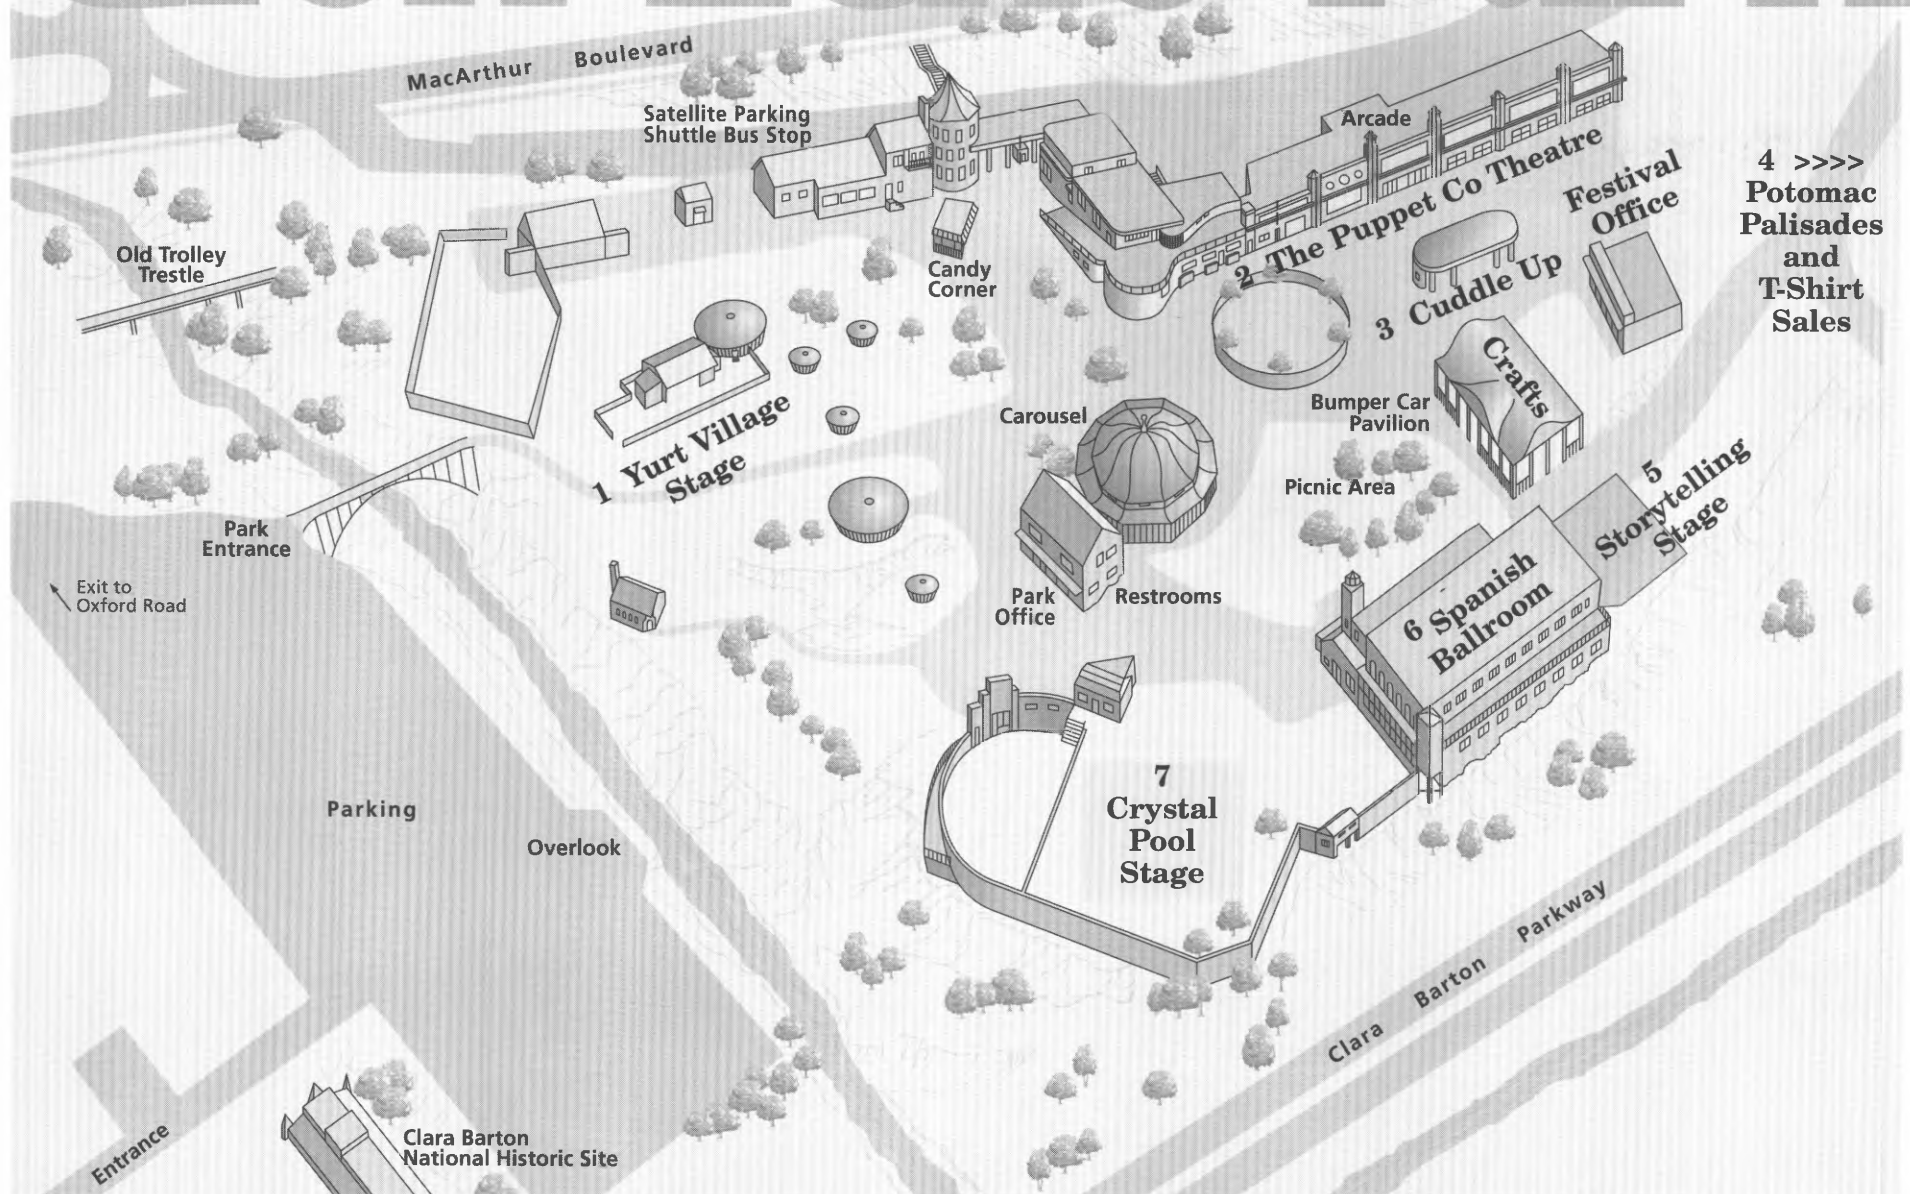 MacArthur Boulevard
Satellite Parking
Shuttle Bus Stop
Arcade
2 The Puppet Co Theatre
Festival
Office
4 >>>>
Potomac
Palisades
and
T-Shirt
Sales
Old Trolley
Trestle
Candy
Corner
3 Cuddle Up
Crafts
Carousel
Bumper Car
Pavilion
1 Yurt Village
Stage
Picnic Area
5
Storytelling
Stage
Park
Entrance
Exit to
Oxford Road
Park
Office
Restrooms
6 Spanish
Ballroom
7
Crystal
Pool
Stage
Parking
Overlook
Clara Barton Parkway
Entrance
Clara Barton
National Historic Site